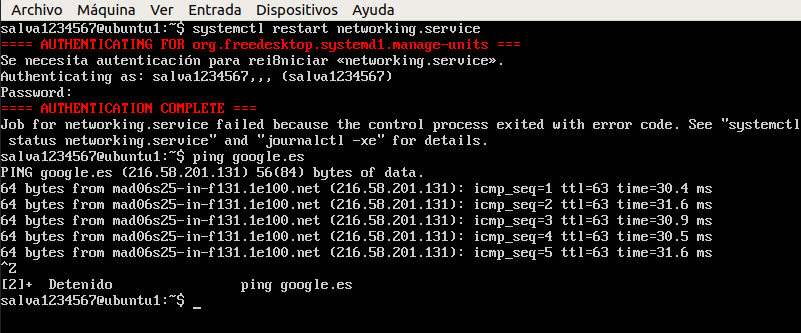 Archivo Máquina Ver Entrada Dispositivos Ayuda
salva1234567@ubuntu1:~$ systemctl restart networking.service
==== AUTHENTICATING FOR org.freedesktop.systemd1.manage-units ===
Se necesita autenticación para rei8niciar «networking.service».
Authenticating as: salva1234567,,, (salva1234567)
Password:
==== AUTHENTICATION COMPLETE ===
Job for networking.service failed because the control process exited with error code. See "systemctl
 status networking.service" and "journalctl -xe" for details.
salva1234567@ubuntu1:~$ ping google.es
PING google.es (216.58.201.131) 56(84) bytes of data.
64 bytes from mad06s25-in-f131.1e100.net (216.58.201.131): icmp_seq=1 ttl=63 time=30.4 ms
64 bytes from mad06s25-in-f131.1e100.net (216.58.201.131): icmp_seq=2 ttl=63 time=31.6 ms
64 bytes from mad06s25-in-f131.1e100.net (216.58.201.131): icmp_seq=3 ttl=63 time=30.9 ms
64 bytes from mad06s25-in-f131.1e100.net (216.58.201.131): icmp_seq=4 ttl=63 time=30.5 ms
64 bytes from mad06s25-in-f131.1e100.net (216.58.201.131): icmp_seq=5 ttl=63 time=31.6 ms
^Z
[2]+  Detenido                ping google.es
salva1234567@ubuntu1:~$ _